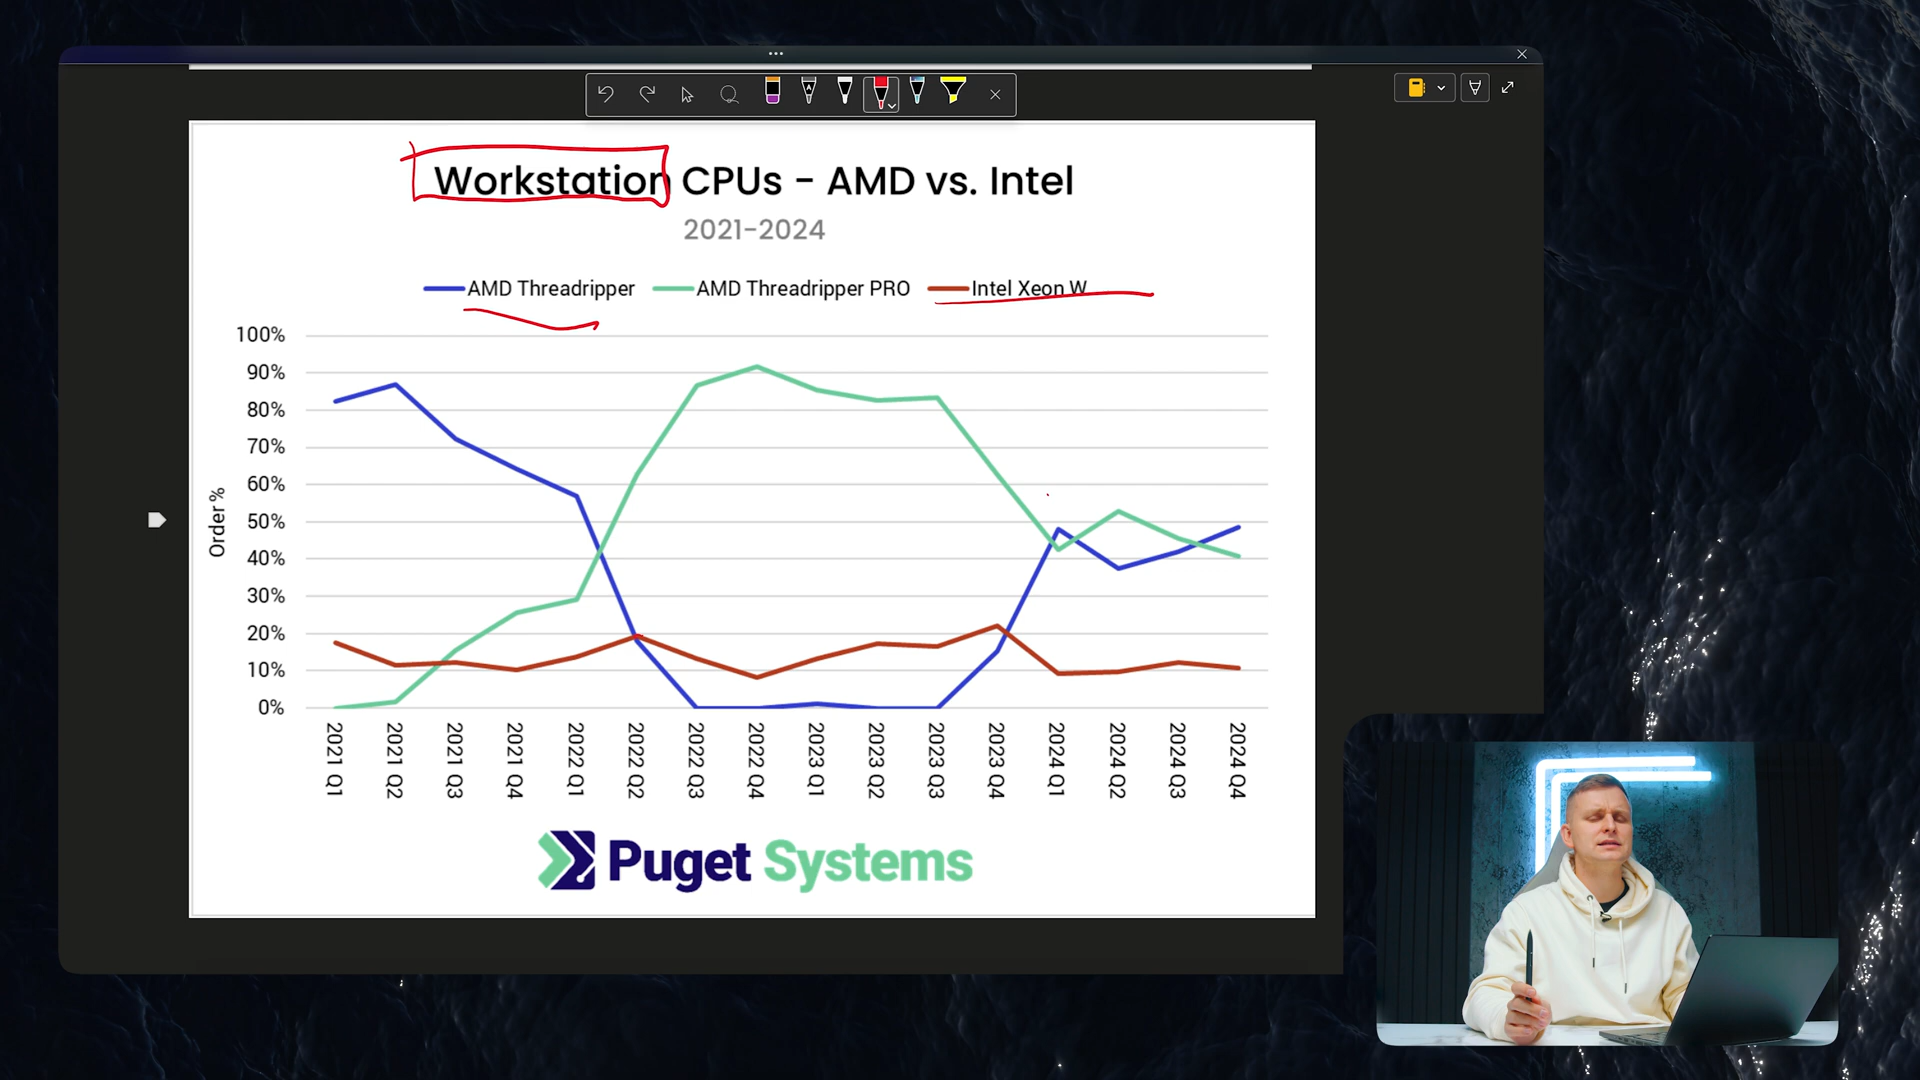 Workstation CPUs - AMD vs. Intel
2021-2024
AMD Threadripper AMD Threadripper PRO Intel Xeon W
Order %
100%
90%
80%
70%
60%
50%
40%
30%
20%
10%
0%
2021 Q1
2021 Q2
2021 Q3
2021 Q4
2022 Q1
2022 Q2
2022 Q3
2022 Q4
2023 Q1
2023 Q2
2023 Q3
2023 Q4
2024 Q1
2024 Q2
2024 Q3
2024 Q4
Puget Systems